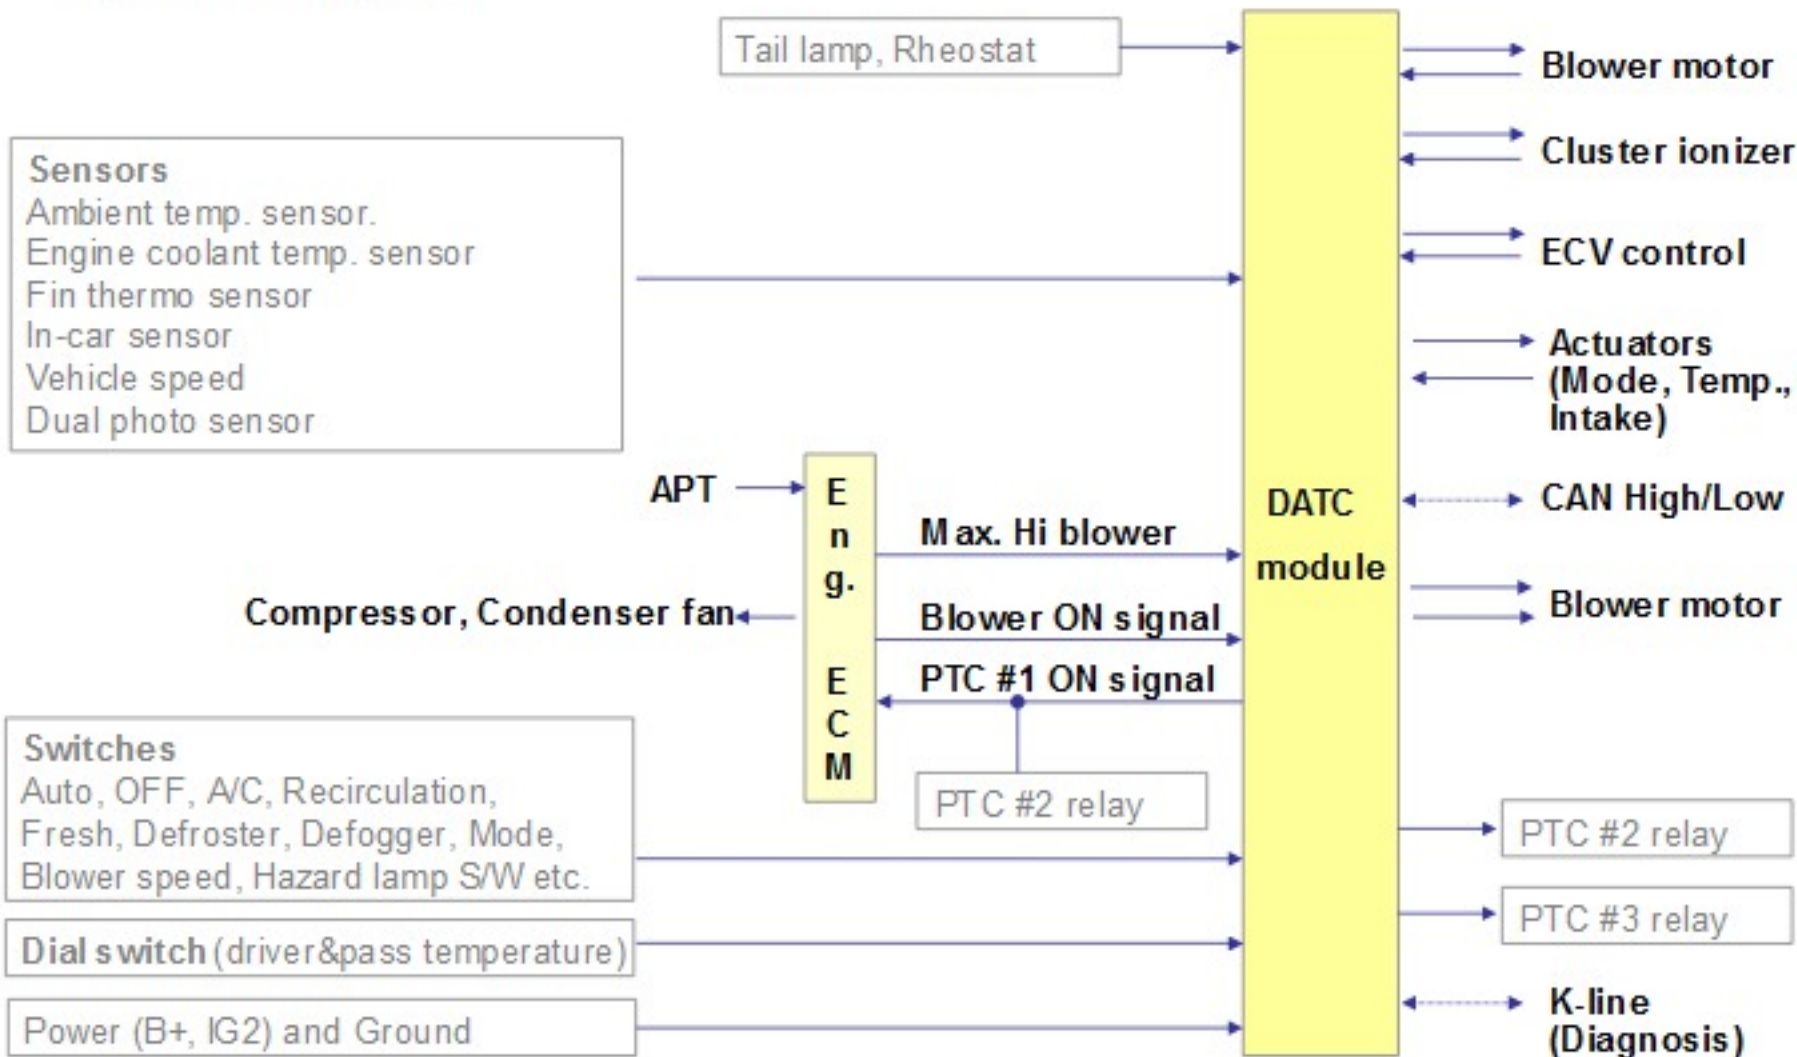 Tail lamp, Rheostat
Blower motor
Cluster ionizer
Sensors
Ambient temp. sensor.
Engine coolant temp. sensor
Fin thermo sensor
In-car sensor
Vehicle speed
Dual photo sensor
ECV control
Actuators
(Mode, Temp.,
Intake)
APT
Eng. ECM
DATC
module
CAN High/Low
Max. Hi blower
Compressor, Condenser fan
Blower ON signal
Blower motor
PTC #1 ON signal
PTC #2 relay
Switches
Auto, OFF, A/C, Recirculation,
Fresh, Defroster, Defogger, Mode,
Blower speed, Hazard lamp S/W etc.
PTC #2 relay
PTC #3 relay
Dial switch (driver&pass temperature)
Power (B+, IG2) and Ground
K-line
(Diagnosis)